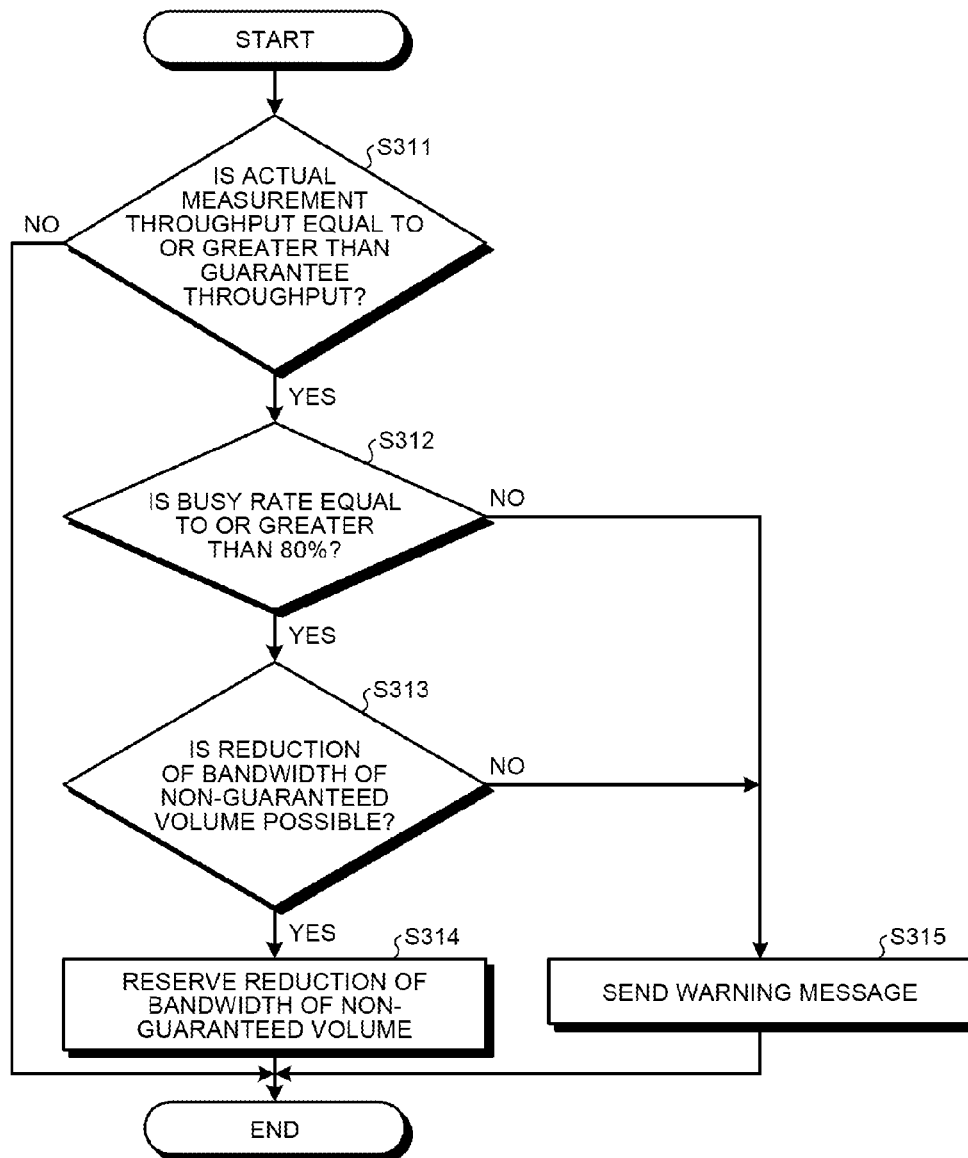 START
S311
IS ACTUAL
MEASUREMENT
THROUGHPUT EQUAL TO
OR GREATER THAN
GUARANTEE
THROUGHPUT?
NO
YES
S312
IS BUSY RATE EQUAL
TO OR GREATER
THAN 80%?
NO
YES
S313
IS REDUCTION
OF BANDWIDTH OF
NON-GUARANTEED
VOLUME POSSIBLE?
NO
YES
S314
RESERVE REDUCTION OF
BANDWIDTH OF NON-
GUARANTEED VOLUME
S315
SEND WARNING MESSAGE
END